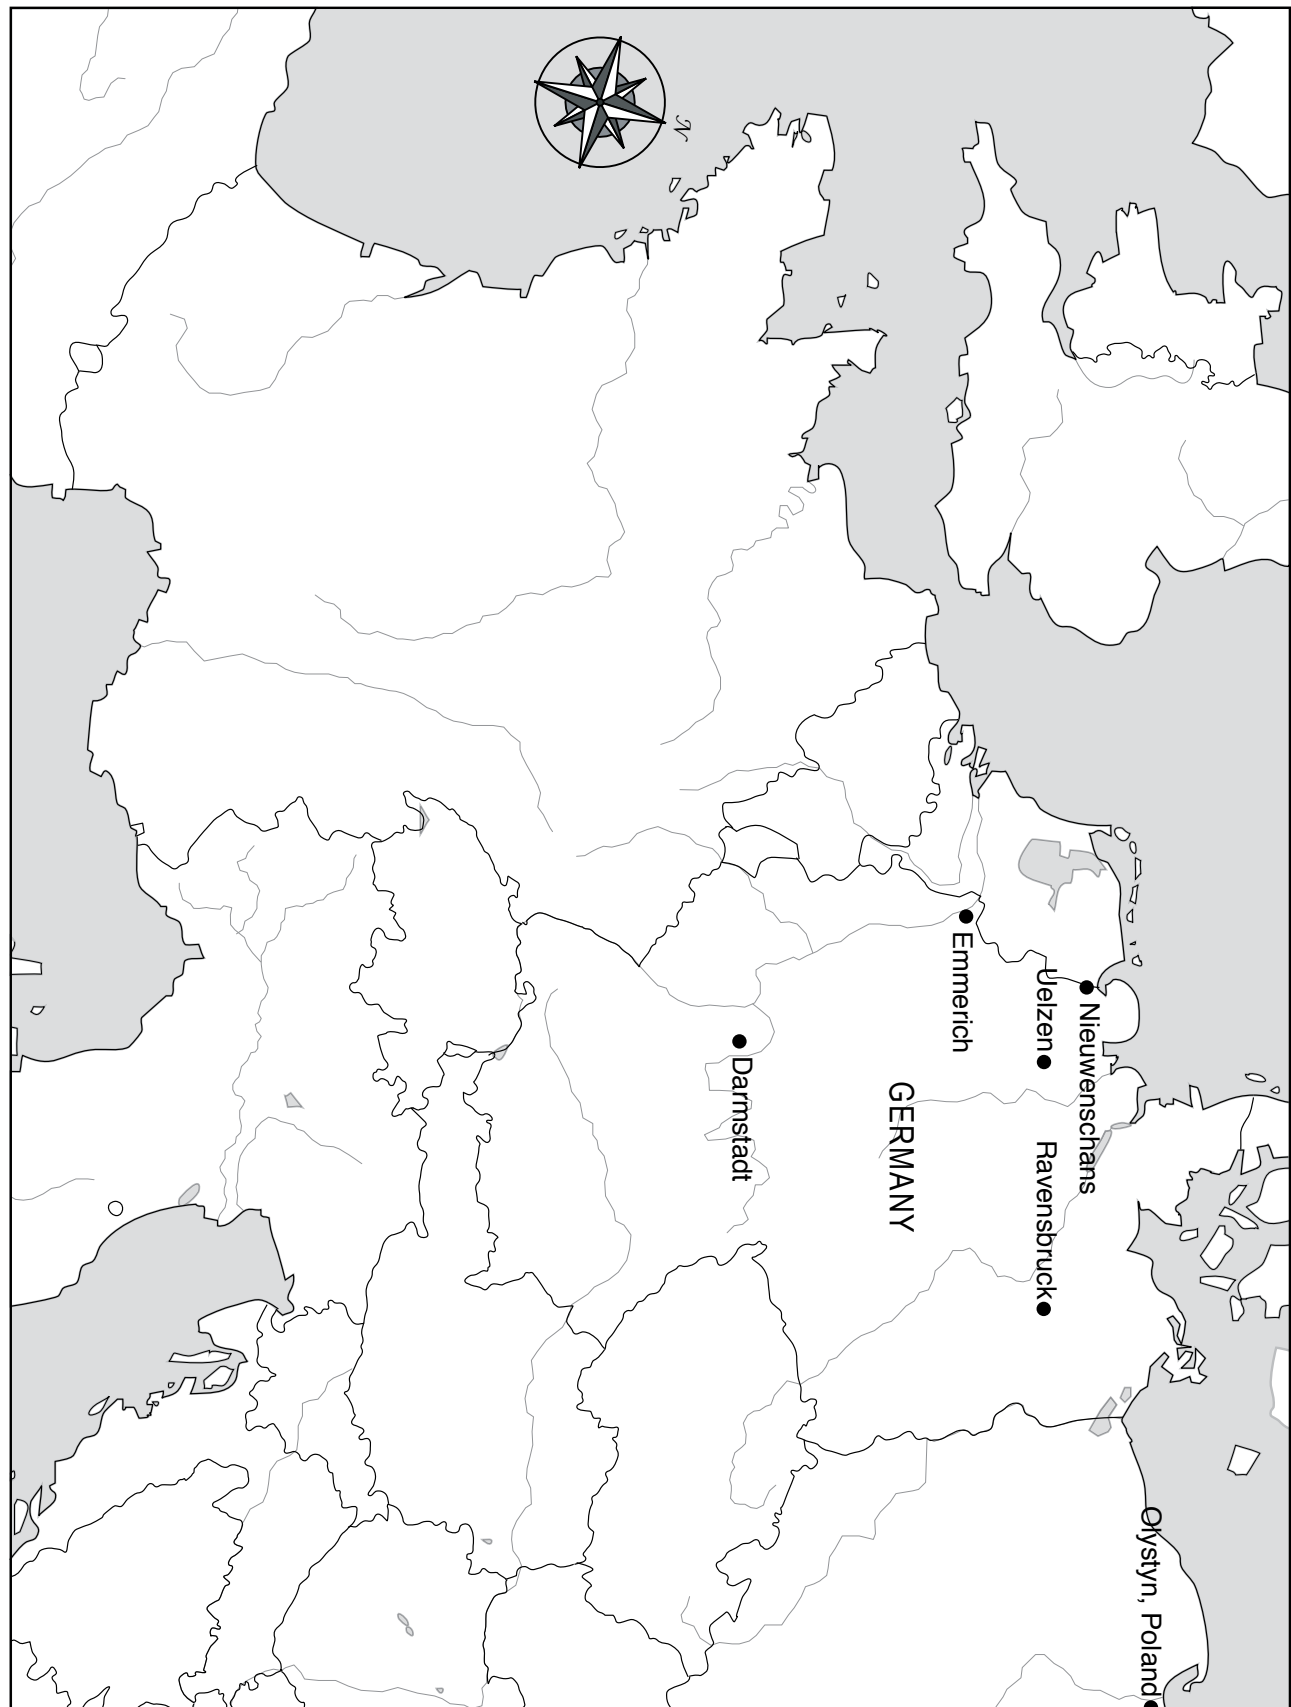 N
Olystyn, Poland
Nieuwenschans
Uelzen
Ravensbruck
Emmerich
GERMANY
Darmstadt